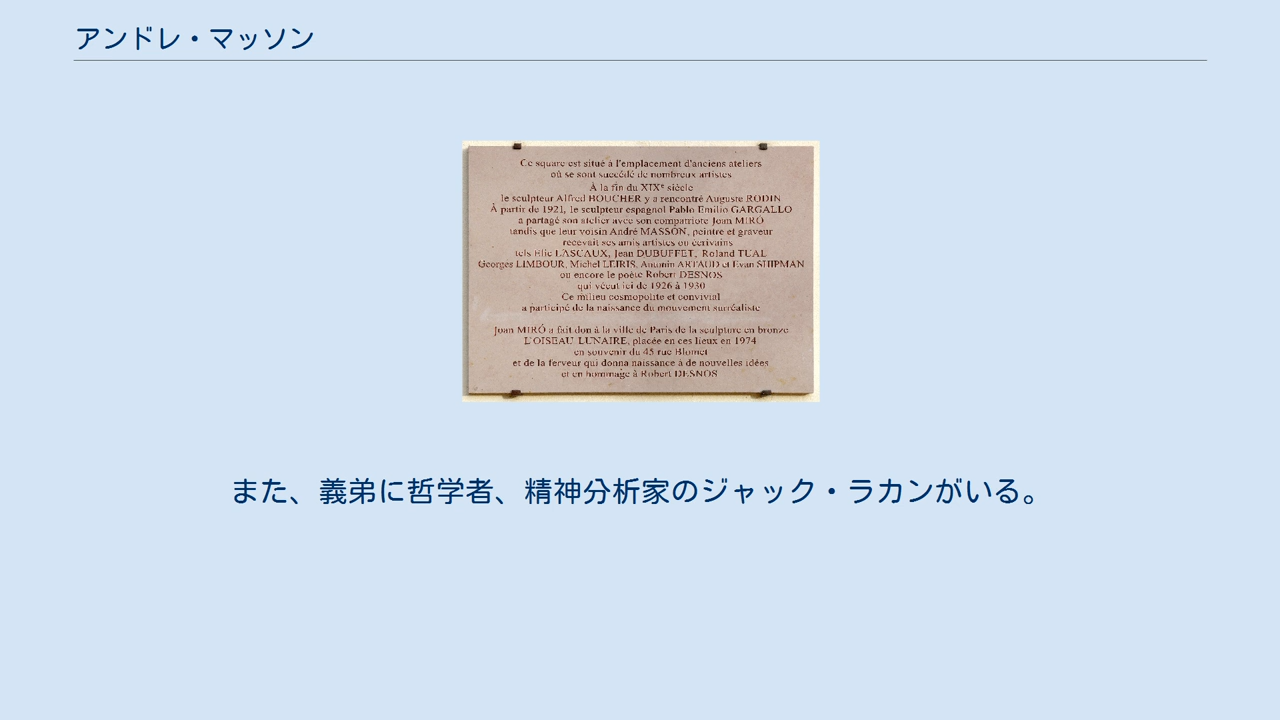 アンドレ・マッソン
Ce square est situé à l'emplacement d'anciens ateliers
où se sont succédé de nombreux artistes
À la fin du XIXe siècle
le sculpteur Alfred BOUCHER y a rencontré Auguste RODIN
À partir de 1921, le sculpteur espagnol Pablo Emilio GARGALLO
a partagé son atelier avec son compatriote Joan MIRÓ
tandis que leur voisin André MASSON, peintre et graveur
recevait ses amis artistes ou écrivains
tels Elie LASCAUX, Jean DUBUFFET, Roland TUAL
Georges LIMBOUR, Michel LEIRIS, Antonin ARTAUD et Evan SHIPMAN
ou encore le poète Robert DESNOS
qui vécut ici de 1926 à 1930
Ce milieu cosmopolite et convivial
a participé de la naissance du mouvement surréaliste
Joan MIRÓ a fait don à la ville de Paris de la sculpture en bronze
L'OISEAU LUNAIRE, placée en ces lieux en 1974
en souvenir du 45 rue Blomet
et de la ferveur qui donna naissance à de nouvelles idées
et en hommage à Robert DESNOS
また、義弟に哲学者、精神分析家のジャック・ラカンがいる。